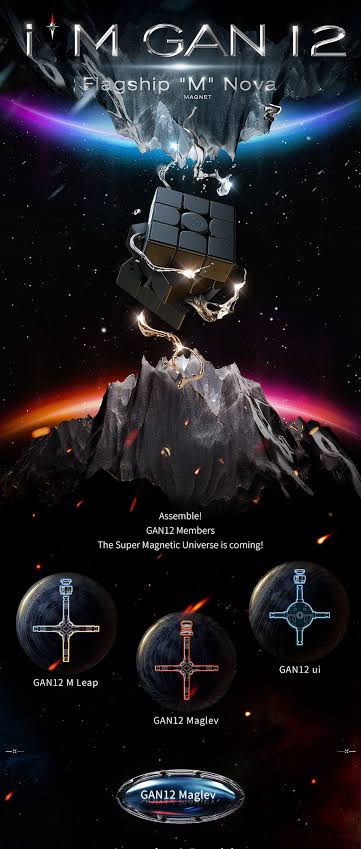 i'M GAN 12
Flagship "M" Nova
MAGNET
Assemble!
GAN12 Members
The Super Magnetic Universe is coming!
GAN12 ui
GAN12 M Leap
GAN12 Maglev
GAN12 Maglev